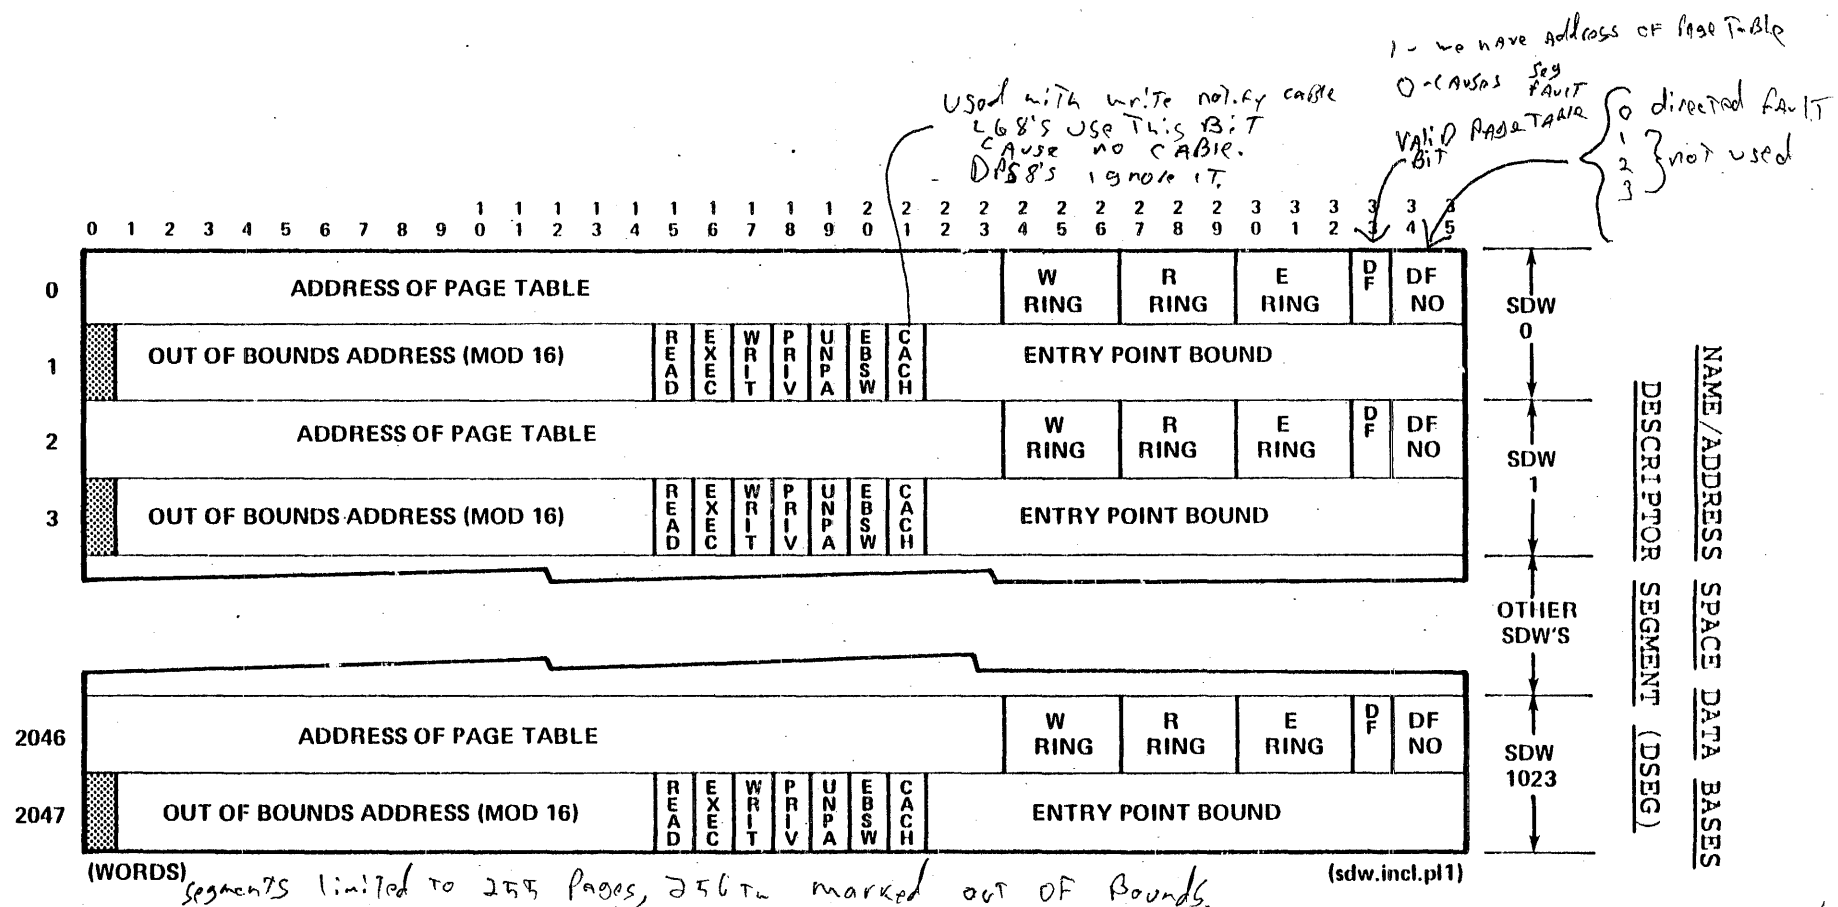 1 - we have Address of Page Table
0 - causes seg fault
Used with write notify cable
L68's use This BiT
cause no cable.
DPS8's ignore iT.
VAliD PAge TABle BiT
0 directed fault
1
2
3
} not used
0 1 2 3 4 5 6 7 8 9 10 11 12 13 14 15 16 17 18 19 20 21 22 23 24 25 26 27 28 29 30 31 32 33 34 35
0 ADDRESS OF PAGE TABLE W RING R RING E RING DF DF NO SDW 0
1 OUT OF BOUNDS ADDRESS (MOD 16) READ EXEC WRIT PRIV UNPA EBSW CACH ENTRY POINT BOUND
2 ADDRESS OF PAGE TABLE W RING R RING E RING DF DF NO SDW 1
3 OUT OF BOUNDS ADDRESS (MOD 16) READ EXEC WRIT PRIV UNPA EBSW CACH ENTRY POINT BOUND
OTHER SDW'S
2046 ADDRESS OF PAGE TABLE W RING R RING E RING DF DF NO SDW 1023
2047 OUT OF BOUNDS ADDRESS (MOD 16) READ EXEC WRIT PRIV UNPA EBSW CACH ENTRY POINT BOUND
(WORDS) (sdw.incl.pl1)
segments limited to 255 Pages, 256Th marked out OF Bounds.
NAME/ADDRESS SPACE DATA BASES
DESCRIPTOR SEGMENT (DSEG)